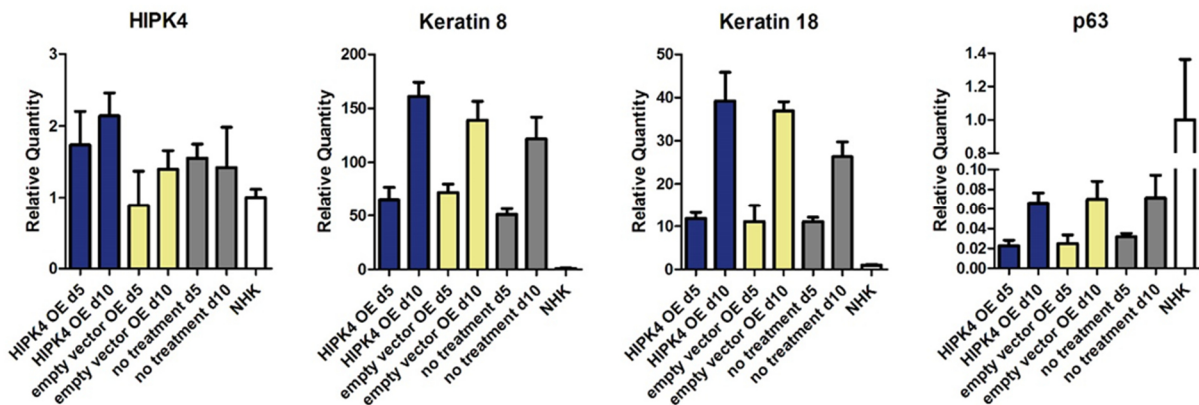 HIPK4
Relative Quantity
3
2
1
0
HIPK4 OE d5
HIPK4 OE d10
empty vector OE d5
empty vector OE d10
no treatment d5
no treatment d10
NHK
Keratin 8
Relative Quantity
200
150
100
50
0
HIPK4 OE d5
HIPK4 OE d10
empty vector OE d5
empty vector OE d10
no treatment d5
no treatment d10
NHK
Keratin 18
Relative Quantity
50
40
30
20
10
0
HIPK4 OE d5
HIPK4 OE d10
empty vector OE d5
empty vector OE d10
no treatment d5
no treatment d10
NHK
p63
Relative Quantity
1.4
1.2
1.0
0.8
0.6
0.4
0.10
0.08
0.06
0.04
0.02
0.00
HIPK4 OE d5
HIPK4 OE d10
empty vector OE d5
empty vector OE d10
no treatment d5
no treatment d10
NHK